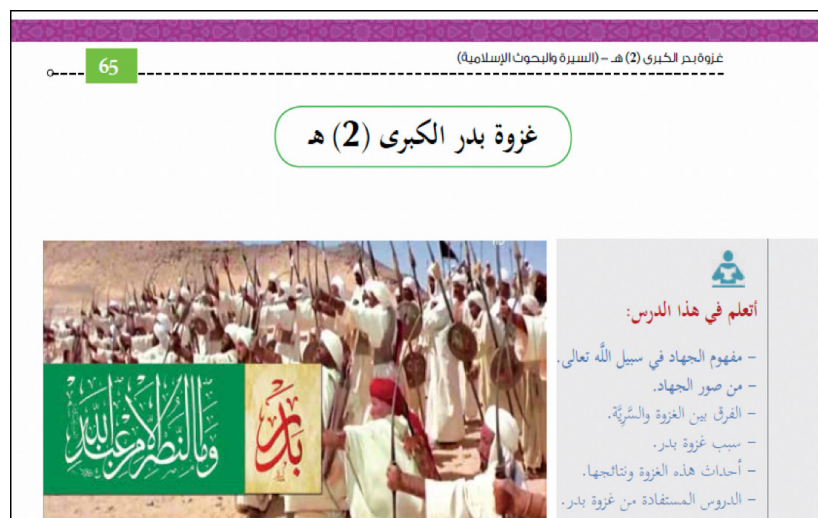 غزوة بدر الكبرى (2) هـ - (السيرة والبحوث الإسلامية)
65
غزوة بدر الكبرى (2) هـ
أتعلم في هذا الدرس:
- مفهوم الجهاد في سبيل اللَّه تعالى.
- من صور الجهاد.
- الفرق بين الغزوة والسَّرِيَّة.
- سبب غزوة بدر.
- أحداث هذه الغزوة ونتائجها.
- الدروس المستفادة من غزوة بدر.
بدر
وما النصر إلا من عند الله